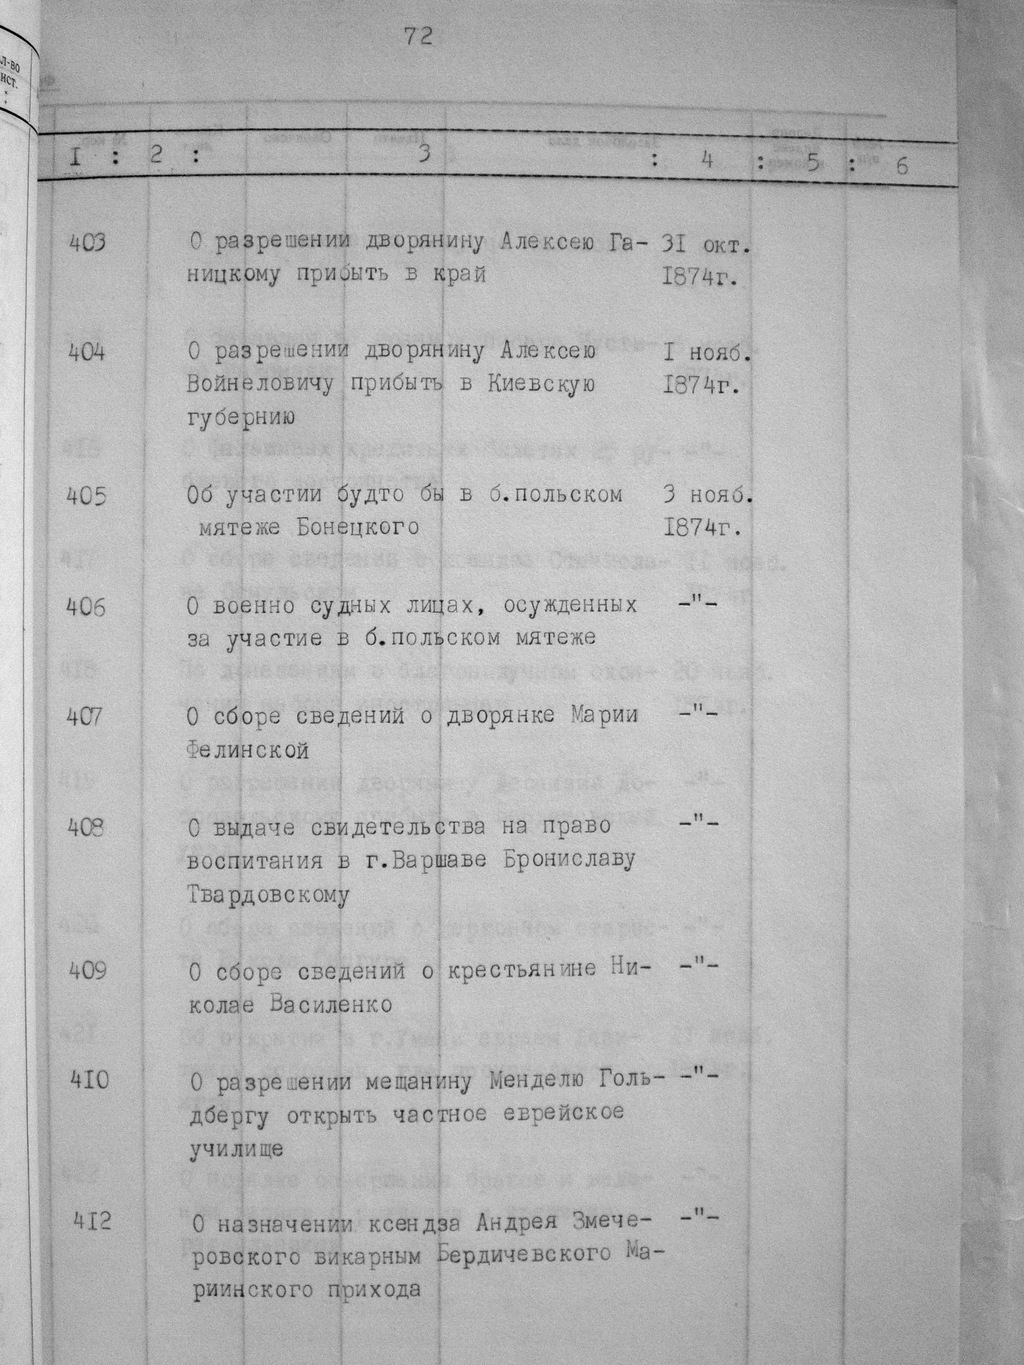 72
л-во
ист.
I : 2 : 3 : 4 : 5 : 6
403 О разрешении дворянину Алексею Га- 31 окт.
ницкому прибыть в край 1874г.
404 О разрешении дворянину Алексею I нояб.
Войнеловичу прибыть в Киевскую 1874г.
губернию
405 Об участии будто бы в б.польском 3 нояб.
мятеже Бонецкого 1874г.
406 О военно судных лицах, осужденных -"-
за участие в б.польском мятеже
407 О сборе сведений о дворянке Марии -"-
Фелинской
408 О выдаче свидетельства на право -"-
воспитания в г.Варшаве Брониславу
Твардовскому
409 О сборе сведений о крестьянине Ни- -"-
колае Василенко
410 О разрешении мещанину Менделю Голь- -"-
дбергу открыть частное еврейское
училище
412 О назначении ксендза Андрея Змече- -"-
ровского викарным Бердичевского Ма-
риинского прихода